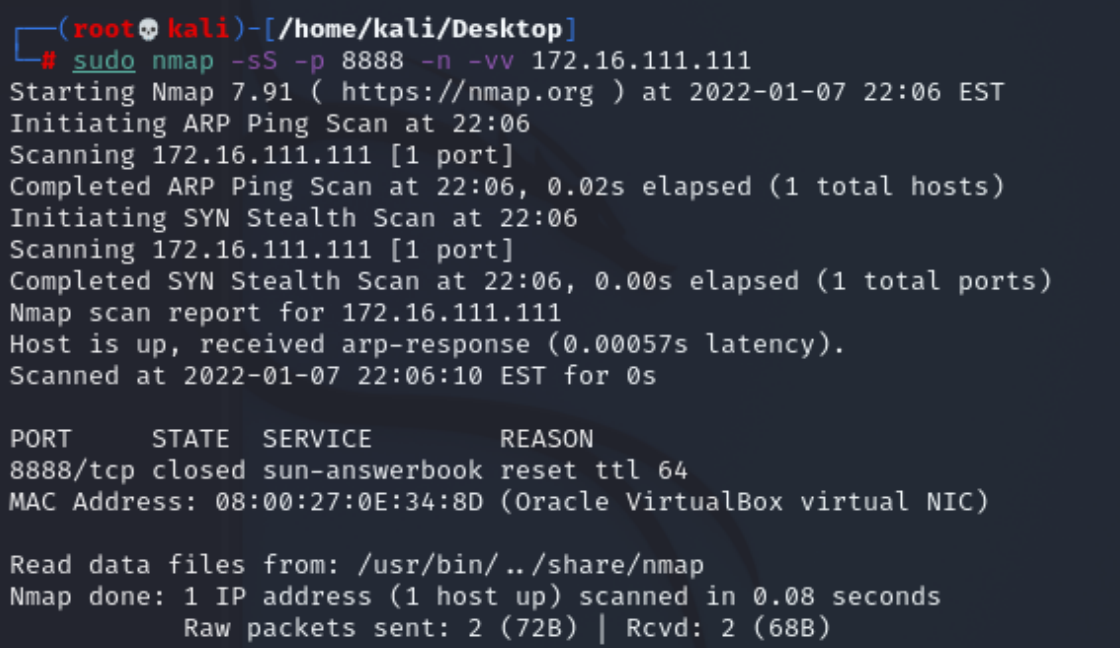 ┌──(root💀kali)-[/home/kali/Desktop]
└─# sudo nmap -sS -p 8888 -n -vv 172.16.111.111
Starting Nmap 7.91 ( https://nmap.org ) at 2022-01-07 22:06 EST
Initiating ARP Ping Scan at 22:06
Scanning 172.16.111.111 [1 port]
Completed ARP Ping Scan at 22:06, 0.02s elapsed (1 total hosts)
Initiating SYN Stealth Scan at 22:06
Scanning 172.16.111.111 [1 port]
Completed SYN Stealth Scan at 22:06, 0.00s elapsed (1 total ports)
Nmap scan report for 172.16.111.111
Host is up, received arp-response (0.00057s latency).
Scanned at 2022-01-07 22:06:10 EST for 0s
PORT     STATE  SERVICE        REASON
8888/tcp closed sun-answerbook reset ttl 64
MAC Address: 08:00:27:0E:34:8D (Oracle VirtualBox virtual NIC)
Read data files from: /usr/bin/../share/nmap
Nmap done: 1 IP address (1 host up) scanned in 0.08 seconds
Raw packets sent: 2 (72B) | Rcvd: 2 (68B)